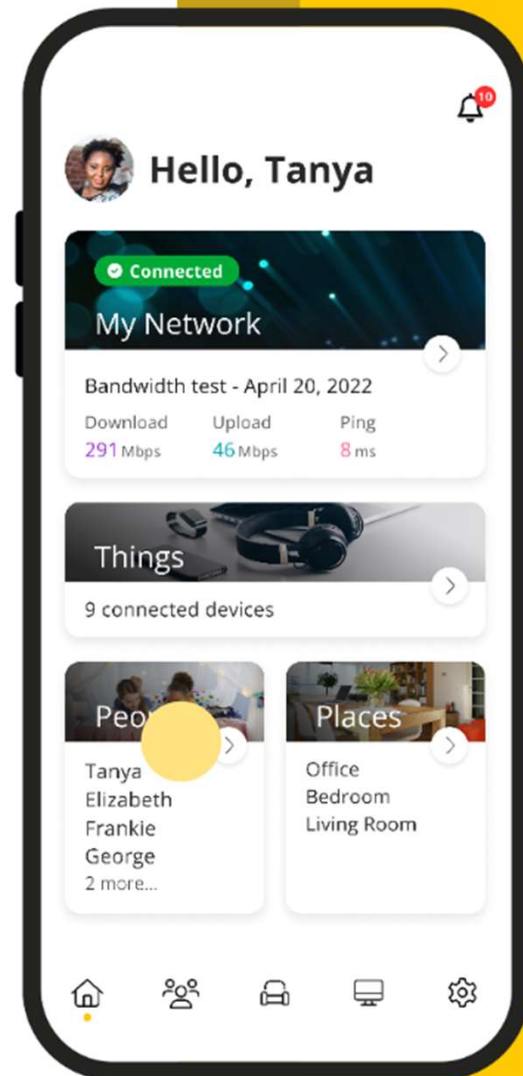 10
Hello, Tanya
Connected
My Network
Bandwidth test - April 20, 2022
Download Upload Ping
291 Mbps 46 Mbps 8 ms
Things
9 connected devices
Places
Tanya
Elizabeth
Frankie
George
2 more...
Office
Bedroom
Living Room